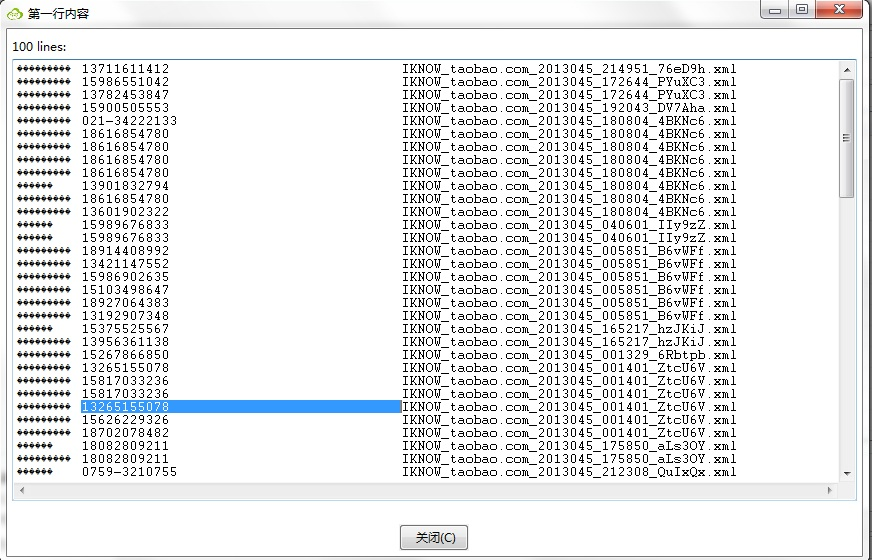 第一行内容
100 lines:
���������� 13711611412 IKNOW_taobao.com_2013045_214951_76eD9h.xml
���������� 15986551042 IKNOW_taobao.com_2013045_172644_PYuXC3.xml
���������� 13782453847 IKNOW_taobao.com_2013045_172644_PYuXC3.xml
���������� 15900505553 IKNOW_taobao.com_2013045_192043_DV7Aha.xml
���������� 021-34222133 IKNOW_taobao.com_2013045_180804_4BKNc6.xml
���������� 18616854780 IKNOW_taobao.com_2013045_180804_4BKNc6.xml
���������� 18616854780 IKNOW_taobao.com_2013045_180804_4BKNc6.xml
���������� 18616854780 IKNOW_taobao.com_2013045_180804_4BKNc6.xml
���������� 18616854780 IKNOW_taobao.com_2013045_180804_4BKNc6.xml
������ 13901832794 IKNOW_taobao.com_2013045_180804_4BKNc6.xml
���������� 18616854780 IKNOW_taobao.com_2013045_180804_4BKNc6.xml
���������� 13601902322 IKNOW_taobao.com_2013045_180804_4BKNc6.xml
������ 15989676833 IKNOW_taobao.com_2013045_040601_IIy9zZ.xml
������ 15989676833 IKNOW_taobao.com_2013045_040601_IIy9zZ.xml
���������� 18914408992 IKNOW_taobao.com_2013045_005851_B6vWFf.xml
���������� 13421147552 IKNOW_taobao.com_2013045_005851_B6vWFf.xml
���������� 15986902635 IKNOW_taobao.com_2013045_005851_B6vWFf.xml
���������� 15103498647 IKNOW_taobao.com_2013045_005851_B6vWFf.xml
���������� 18927064383 IKNOW_taobao.com_2013045_005851_B6vWFf.xml
���������� 13192907348 IKNOW_taobao.com_2013045_005851_B6vWFf.xml
������ 15375525567 IKNOW_taobao.com_2013045_165217_hzJKiJ.xml
���������� 13956361138 IKNOW_taobao.com_2013045_165217_hzJKiJ.xml
���������� 15267866850 IKNOW_taobao.com_2013045_001329_6Rbtpb.xml
���������� 13265155078 IKNOW_taobao.com_2013045_001401_ZtcU6V.xml
���������� 15817033236 IKNOW_taobao.com_2013045_001401_ZtcU6V.xml
���������� 15817033236 IKNOW_taobao.com_2013045_001401_ZtcU6V.xml
���������� 13265155078 IKNOW_taobao.com_2013045_001401_ZtcU6V.xml
���������� 15626229326 IKNOW_taobao.com_2013045_001401_ZtcU6V.xml
���������� 18702078482 IKNOW_taobao.com_2013045_001401_ZtcU6V.xml
������ 18082809211 IKNOW_taobao.com_2013045_175850_aLs3OY.xml
���������� 18082809211 IKNOW_taobao.com_2013045_175850_aLs3OY.xml
������ 0759-3210755 IKNOW_taobao.com_2013045_212308_QuIxQx.xml
关闭(C)